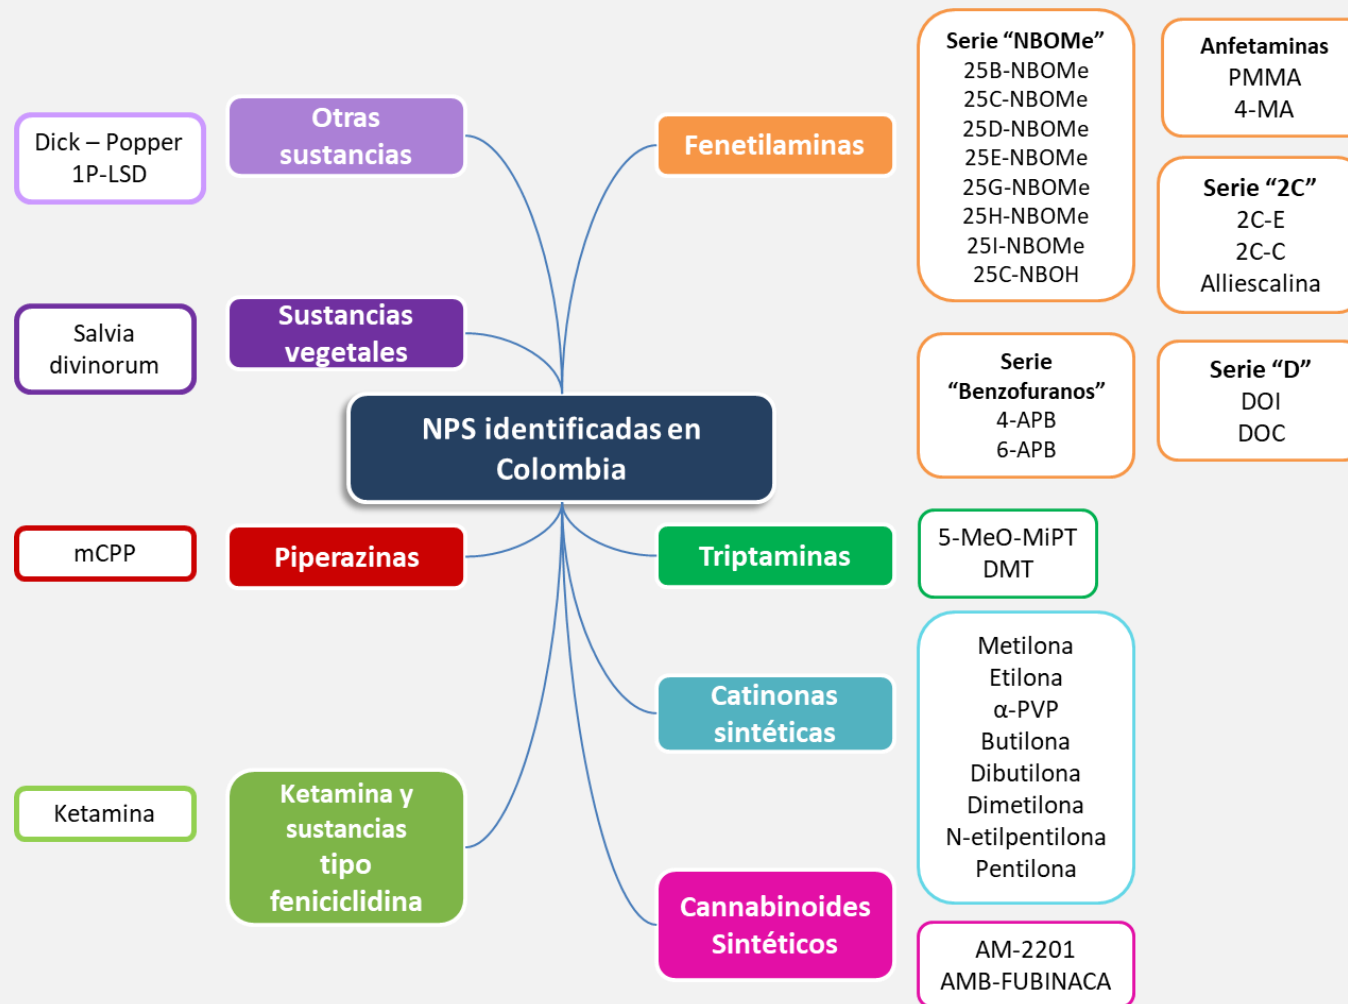 NPS identificadas en
Colombia
Otras
sustancias
Dick – Popper
1P-LSD
Sustancias
vegetales
Salvia
divinorum
Piperazinas
mCPP
Ketamina y
sustancias
tipo
feniciclidina
Ketamina
Fenetilaminas
Serie “NBOMe”
25B-NBOMe
25C-NBOMe
25D-NBOMe
25E-NBOMe
25G-NBOMe
25H-NBOMe
25I-NBOMe
25C-NBOH
Anfetaminas
PMMA
4-MA
Serie “2C”
2C-E
2C-C
Alliescalina
Serie
“Benzofuranos”
4-APB
6-APB
Serie “D”
DOI
DOC
Triptaminas
5-MeO-MiPT
DMT
Catinonas
sintéticas
Metilona
Etilona
α-PVP
Butilona
Dibutilona
Dimetilona
N-etilpentilona
Pentilona
Cannabinoides
Sintéticos
AM-2201
AMB-FUBINACA